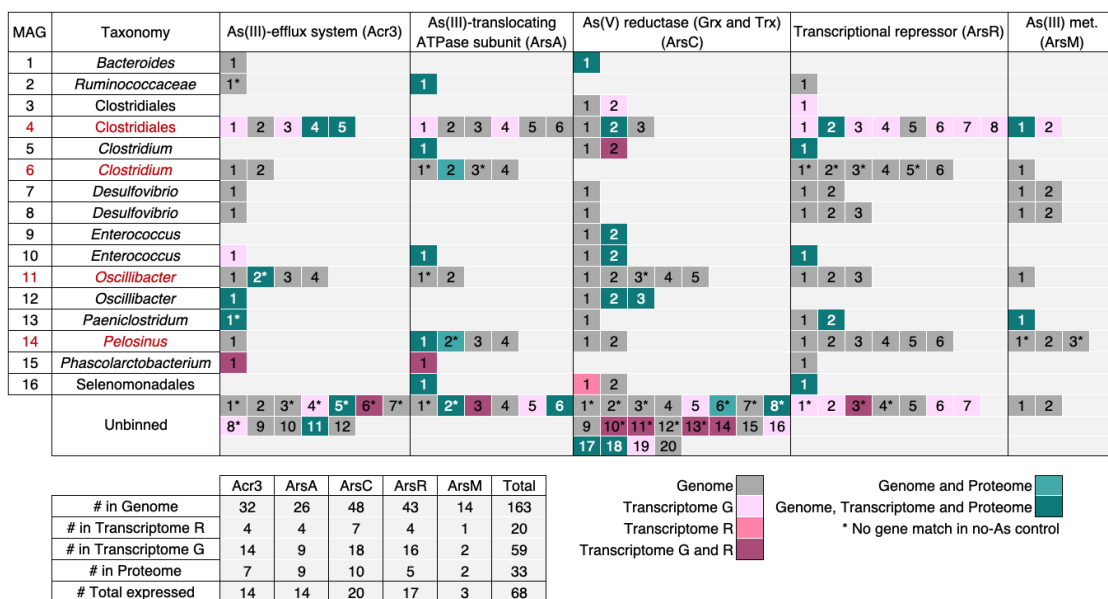 MAG Taxonomy As(III)-efflux system (Acr3) As(III)-translocating ATPase subunit (ArsA) As(V) reductase (Grx and Trx) (ArsC) Transcriptional repressor (ArsR) As(III) met. (ArsM)
1 Bacteroides 1 1
2 Ruminococcaceae 1* 1 1
3 Clostridiales 1 2 1
4 Clostridiales 1 2 3 4 5 1 2 3 4 5 6 1 2 3 1 2 3 4 5 6 7 8 1 2
5 Clostridium 1 1 2 1
6 Clostridium 1 2 1* 2 3* 4 1* 2* 3* 4 5* 6 1
7 Desulfovibrio 1 1 1 2 1 2
8 Desulfovibrio 1 1 1 2 3 1 2
9 Enterococcus 1 2
10 Enterococcus 1 1 1 2 1
11 Oscillibacter 1 2* 3 4 1* 2 1 2 3* 4 5 1 2 3 1
12 Oscillibacter 1 1 2 3
13 Paeniclostridum 1* 1 1 2 1
14 Pelosinus 1 1 2* 3 4 1 2 1 2 3 4 5 6 1* 2 3*
15 Phascolarctobacterium 1 1 1
16 Selenomonadales 1 1 2 1
Unbinned 1* 2 3* 4* 5* 6* 7* 1* 2* 3 4 5 6 1* 2* 3* 4 5 6* 7* 8* 1* 2 3* 4* 5 6 7 1 2
8* 9 10 11 12 9 10* 11* 12* 13* 14 15 16
17 18 19 20
Acr3 ArsA ArsC ArsR ArsM Total
# in Genome 32 26 48 43 14 163
# in Transcriptome R 4 4 7 4 1 20
# in Transcriptome G 14 9 18 16 2 59
# in Proteome 7 9 10 5 2 33
# Total expressed 14 14 20 17 3 68
Genome
Transcriptome G
Transcriptome R
Transcriptome G and R
Genome and Proteome
Genome, Transcriptome and Proteome
* No gene match in no-As control